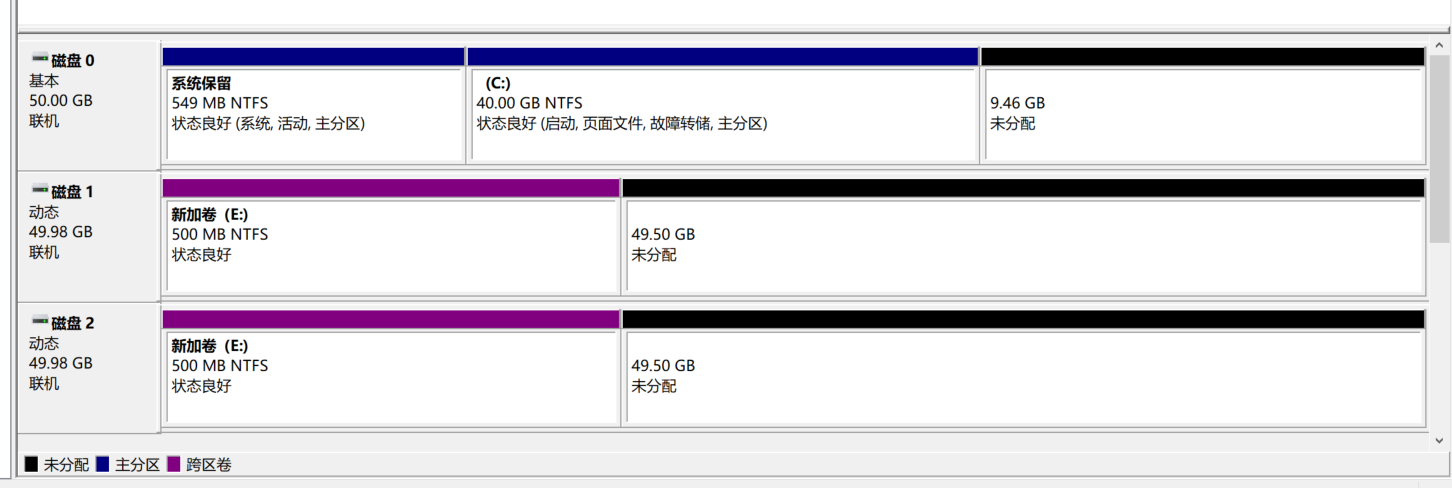 磁盘 0
基本
50.00 GB
联机
系统保留
549 MB NTFS
状态良好 (系统, 活动, 主分区)
(C:)
40.00 GB NTFS
状态良好 (启动, 页面文件, 故障转储, 主分区)
9.46 GB
未分配
磁盘 1
动态
49.98 GB
联机
新加卷 (E:)
500 MB NTFS
状态良好
49.50 GB
未分配
磁盘 2
动态
49.98 GB
联机
新加卷 (E:)
500 MB NTFS
状态良好
49.50 GB
未分配
未分配 主分区 跨区卷